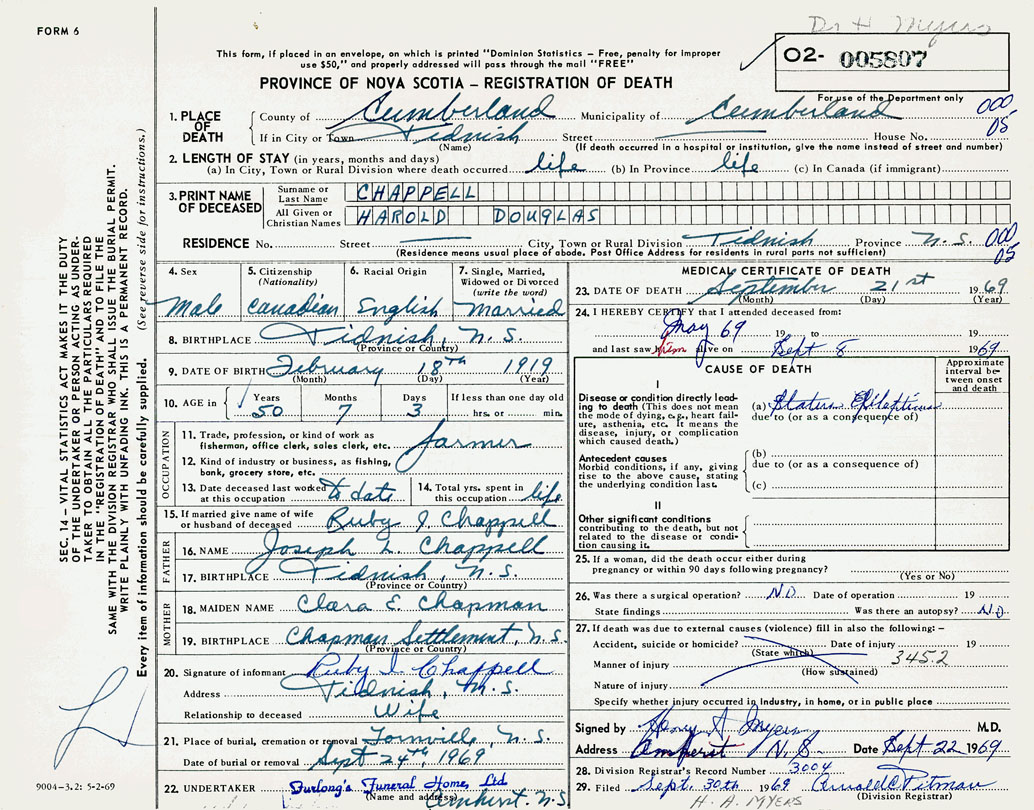 FORM 6
Dr H Myers
This form, if placed in an envelope, on which is printed "Dominion Statistics – Free, penalty for improper
use $50," and properly addressed will pass through the mail "FREE"
PROVINCE OF NOVA SCOTIA – REGISTRATION OF DEATH
O2- 005807
For use of the Department only
000
05
1. PLACE OF DEATH
County of Cumberland Municipality of Cumberland
If in City or Town Tidnish Street House No.
(Name) (If death occurred in a hospital or institution, give the name instead of street and number)
2. LENGTH OF STAY (in years, months and days)
(a) In City, Town or Rural Division where death occurred life (b) In Province life (c) In Canada (if immigrant)
3. PRINT NAME OF DECEASED
Surname or Last Name CHAPPELL
All Given or Christian Names HAROLD DOUGLAS
RESIDENCE No. Street City, Town or Rural Division Tidnish Province N.S. 000
05
(Residence means usual place of abode. Post Office Address for residents in rural parts not sufficient)
4. Sex Male
5. Citizenship (Nationality) Canadian
6. Racial Origin English
7. Single, Married, Widowed or Divorced (write the word) Married
8. BIRTHPLACE Tidnish, N.S.
(Province or Country)
9. DATE OF BIRTH February 18TH 1919
(Month) (Day) (Year)
10. AGE in Years 50 Months 7 Days 3 If less than one day old hrs. or min.
OCCUPATION
11. Trade, profession, or kind of work as
fishermen, office clerk, sales clerk, etc. farmer
12. Kind of industry or business, as fishing,
bank, grocery store, etc.
13. Date deceased last worked
at this occupation to date
14. Total yrs. spent in
this occupation life
15. If married give name of wife
or husband of deceased Ruby I Chappell
FATHER
16. NAME Joseph L. Chappell
17. BIRTHPLACE Tidnish, N.S.
(Province or Country)
MOTHER
18. MAIDEN NAME Clara E. Chapman
19. BIRTHPLACE Chapman Settlement, N.S.
(Province or Country)
20. Signature of informant Ruby I Chappell
Address Tidnish, N.S.
Relationship to deceased Wife
21. Place of burial, cremation or removal , N.S.
Date of burial or removal Sept 24th, 1969
22. UNDERTAKER Furlong's Funeral Home, Ltd
(Name and address) Amherst, N.S
MEDICAL CERTIFICATE OF DEATH
23. DATE OF DEATH September 21st 1969
(Month) (Day) (Year)
24. I HEREBY CERTIFY that I attended deceased from:
May 69 19 to 19
and last saw him alive on Sept 8 1969
CAUSE OF DEATH
Approximate interval between onset and death
I
Disease or condition directly leading to death (This does not
the mode of dying, e.g., heart failure, asthenia, etc. It means the
disease, injury, or complication
which caused death.)
(a) Status Epilepticus
due to (or as a consequence of)
Antecedent causes
Morbid conditions, if any, giving
rise to the above cause, stating
the underlying condition last.
(b)
due to (or as a consequence of)
(c)
II
Other significant conditions
contributing to the death, but not
related to the disease or condition causing it.
25. If a woman, did the death occur either during
pregnancy or within 90 days following pregnancy?
(Yes or No)
26. Was there a surgical operation? No Date of operation 19
State findings Was there an autopsy? No
27. If death was due to external causes (violence) fill in also the following: –
Accident, suicide or homicide? Date of injury 19
(State which)
345.2
Manner of injury
(How sustained)
Nature of injury
Specify whether injury occurred in Industry, in home, or in public place
Signed by Henry A Myers M.D.
Address Amherst N.S Date Sept 22 1969
28. Division Registrar's Record Number 3004
29. Filed Sept. 30th 1969 Pitman
(Division Registrar)
H. A. MYERS
SEC. 14 – VITAL STATISTICS ACT MAKES IT THE DUTY
OF THE UNDERTAKER OR PERSON ACTING AS UNDER-
TAKER TO OBTAIN ALL THE PARTICULARS REQUIRED
IN THE "REGISTRATION OF DEATH" AND TO FILE THE
SAME WITH THE DIVISION REGISTRAR WHO SHALL ISSUE THE BURIAL PERMIT.
WRITE PLAINLY WITH UNFADING INK. THIS IS A PERMANENT RECORD.
Every item of information should be carefully supplied. (See reverse side for instructions.)
9004–3.2: 5-2-69